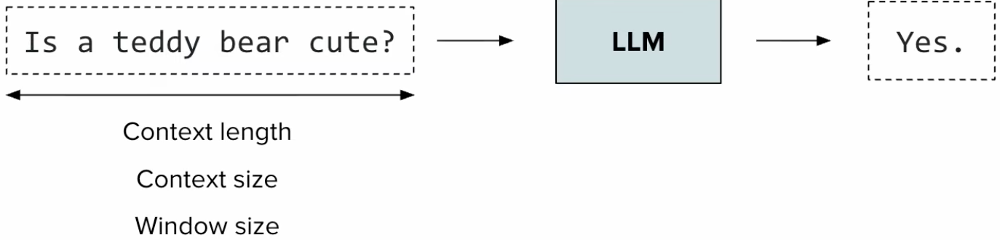 Is a teddy bear cute?
LLM
Yes.
Context length
Context size
Window size